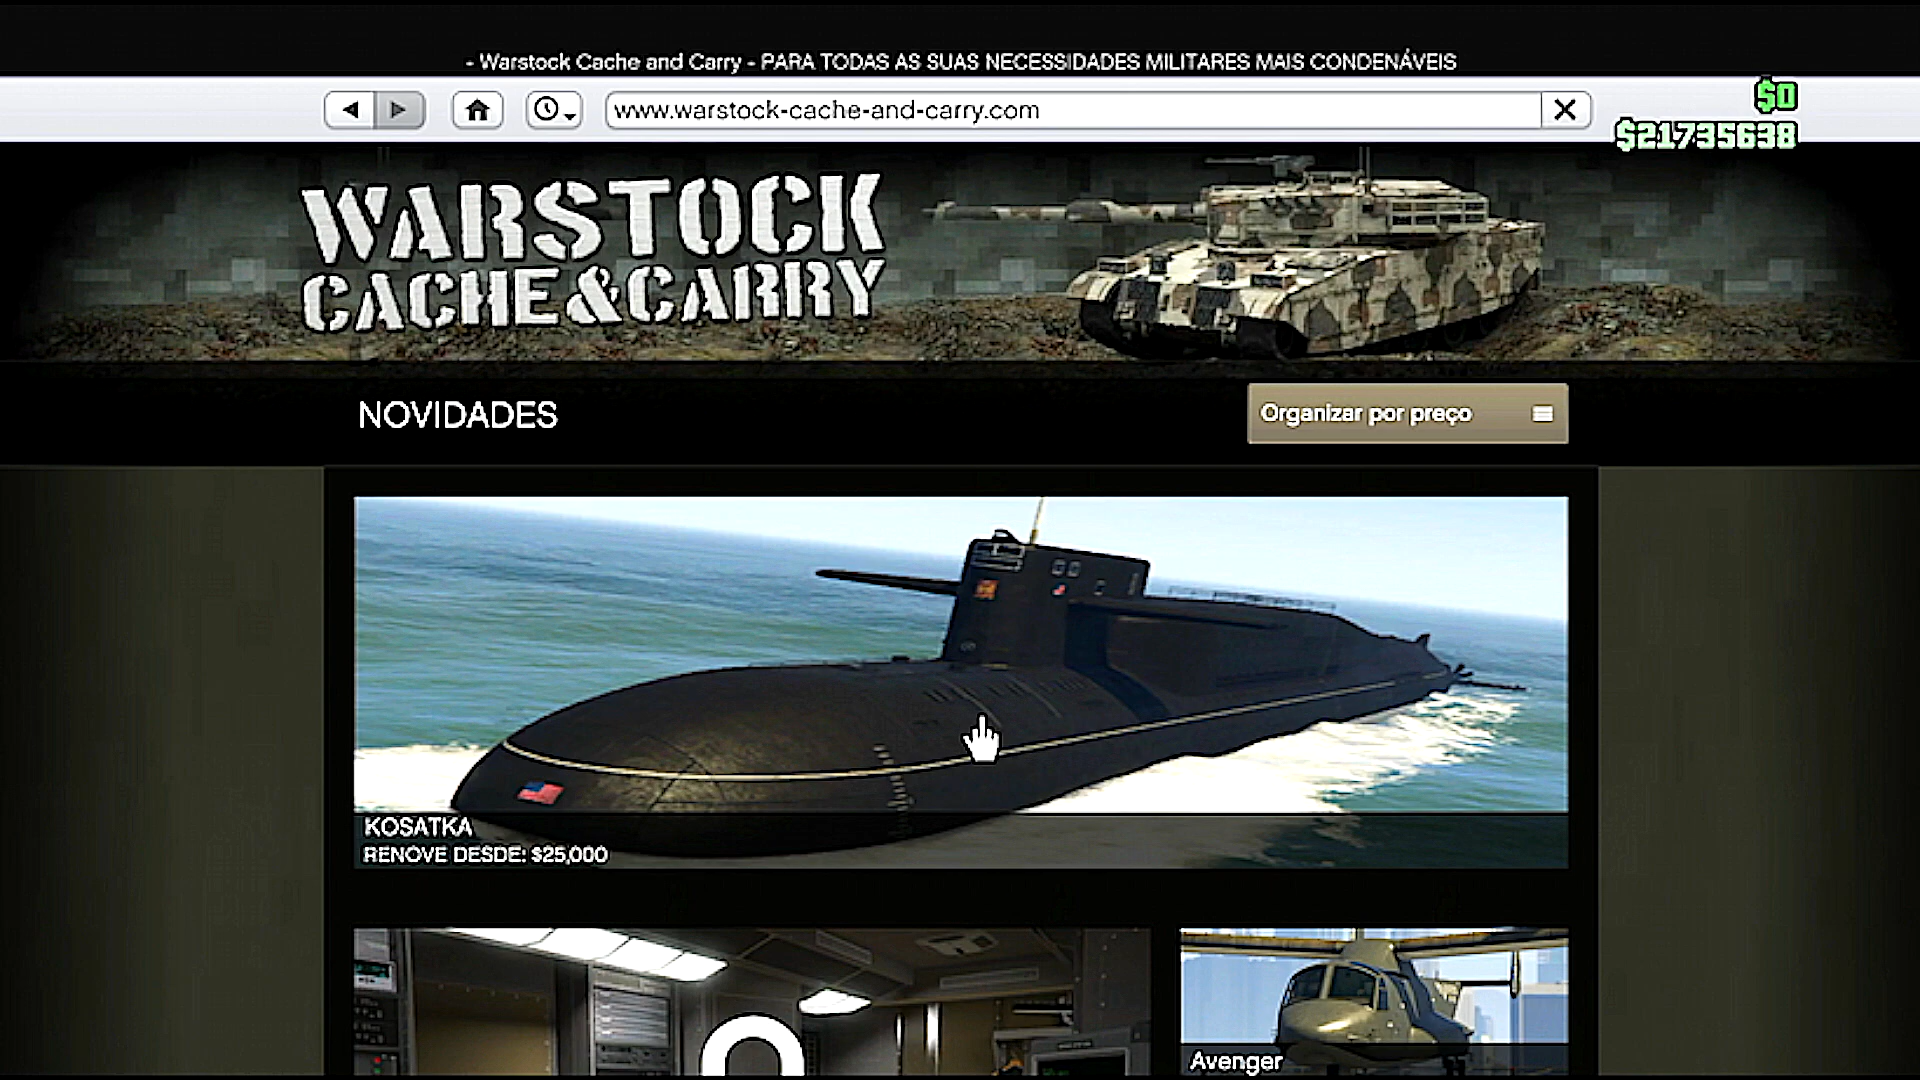 - Warstock Cache and Carry - PARA TODAS AS SUAS NECESSIDADES MILITARES MAIS CONDENÁVEIS
www.warstock-cache-and-carry.com
$0
$21735638
WARSTOCK
CACHE&CARRY
NOVIDADES
Organizar por preço
KOSATKA
RENOVE DESDE: $25,000
Avenger